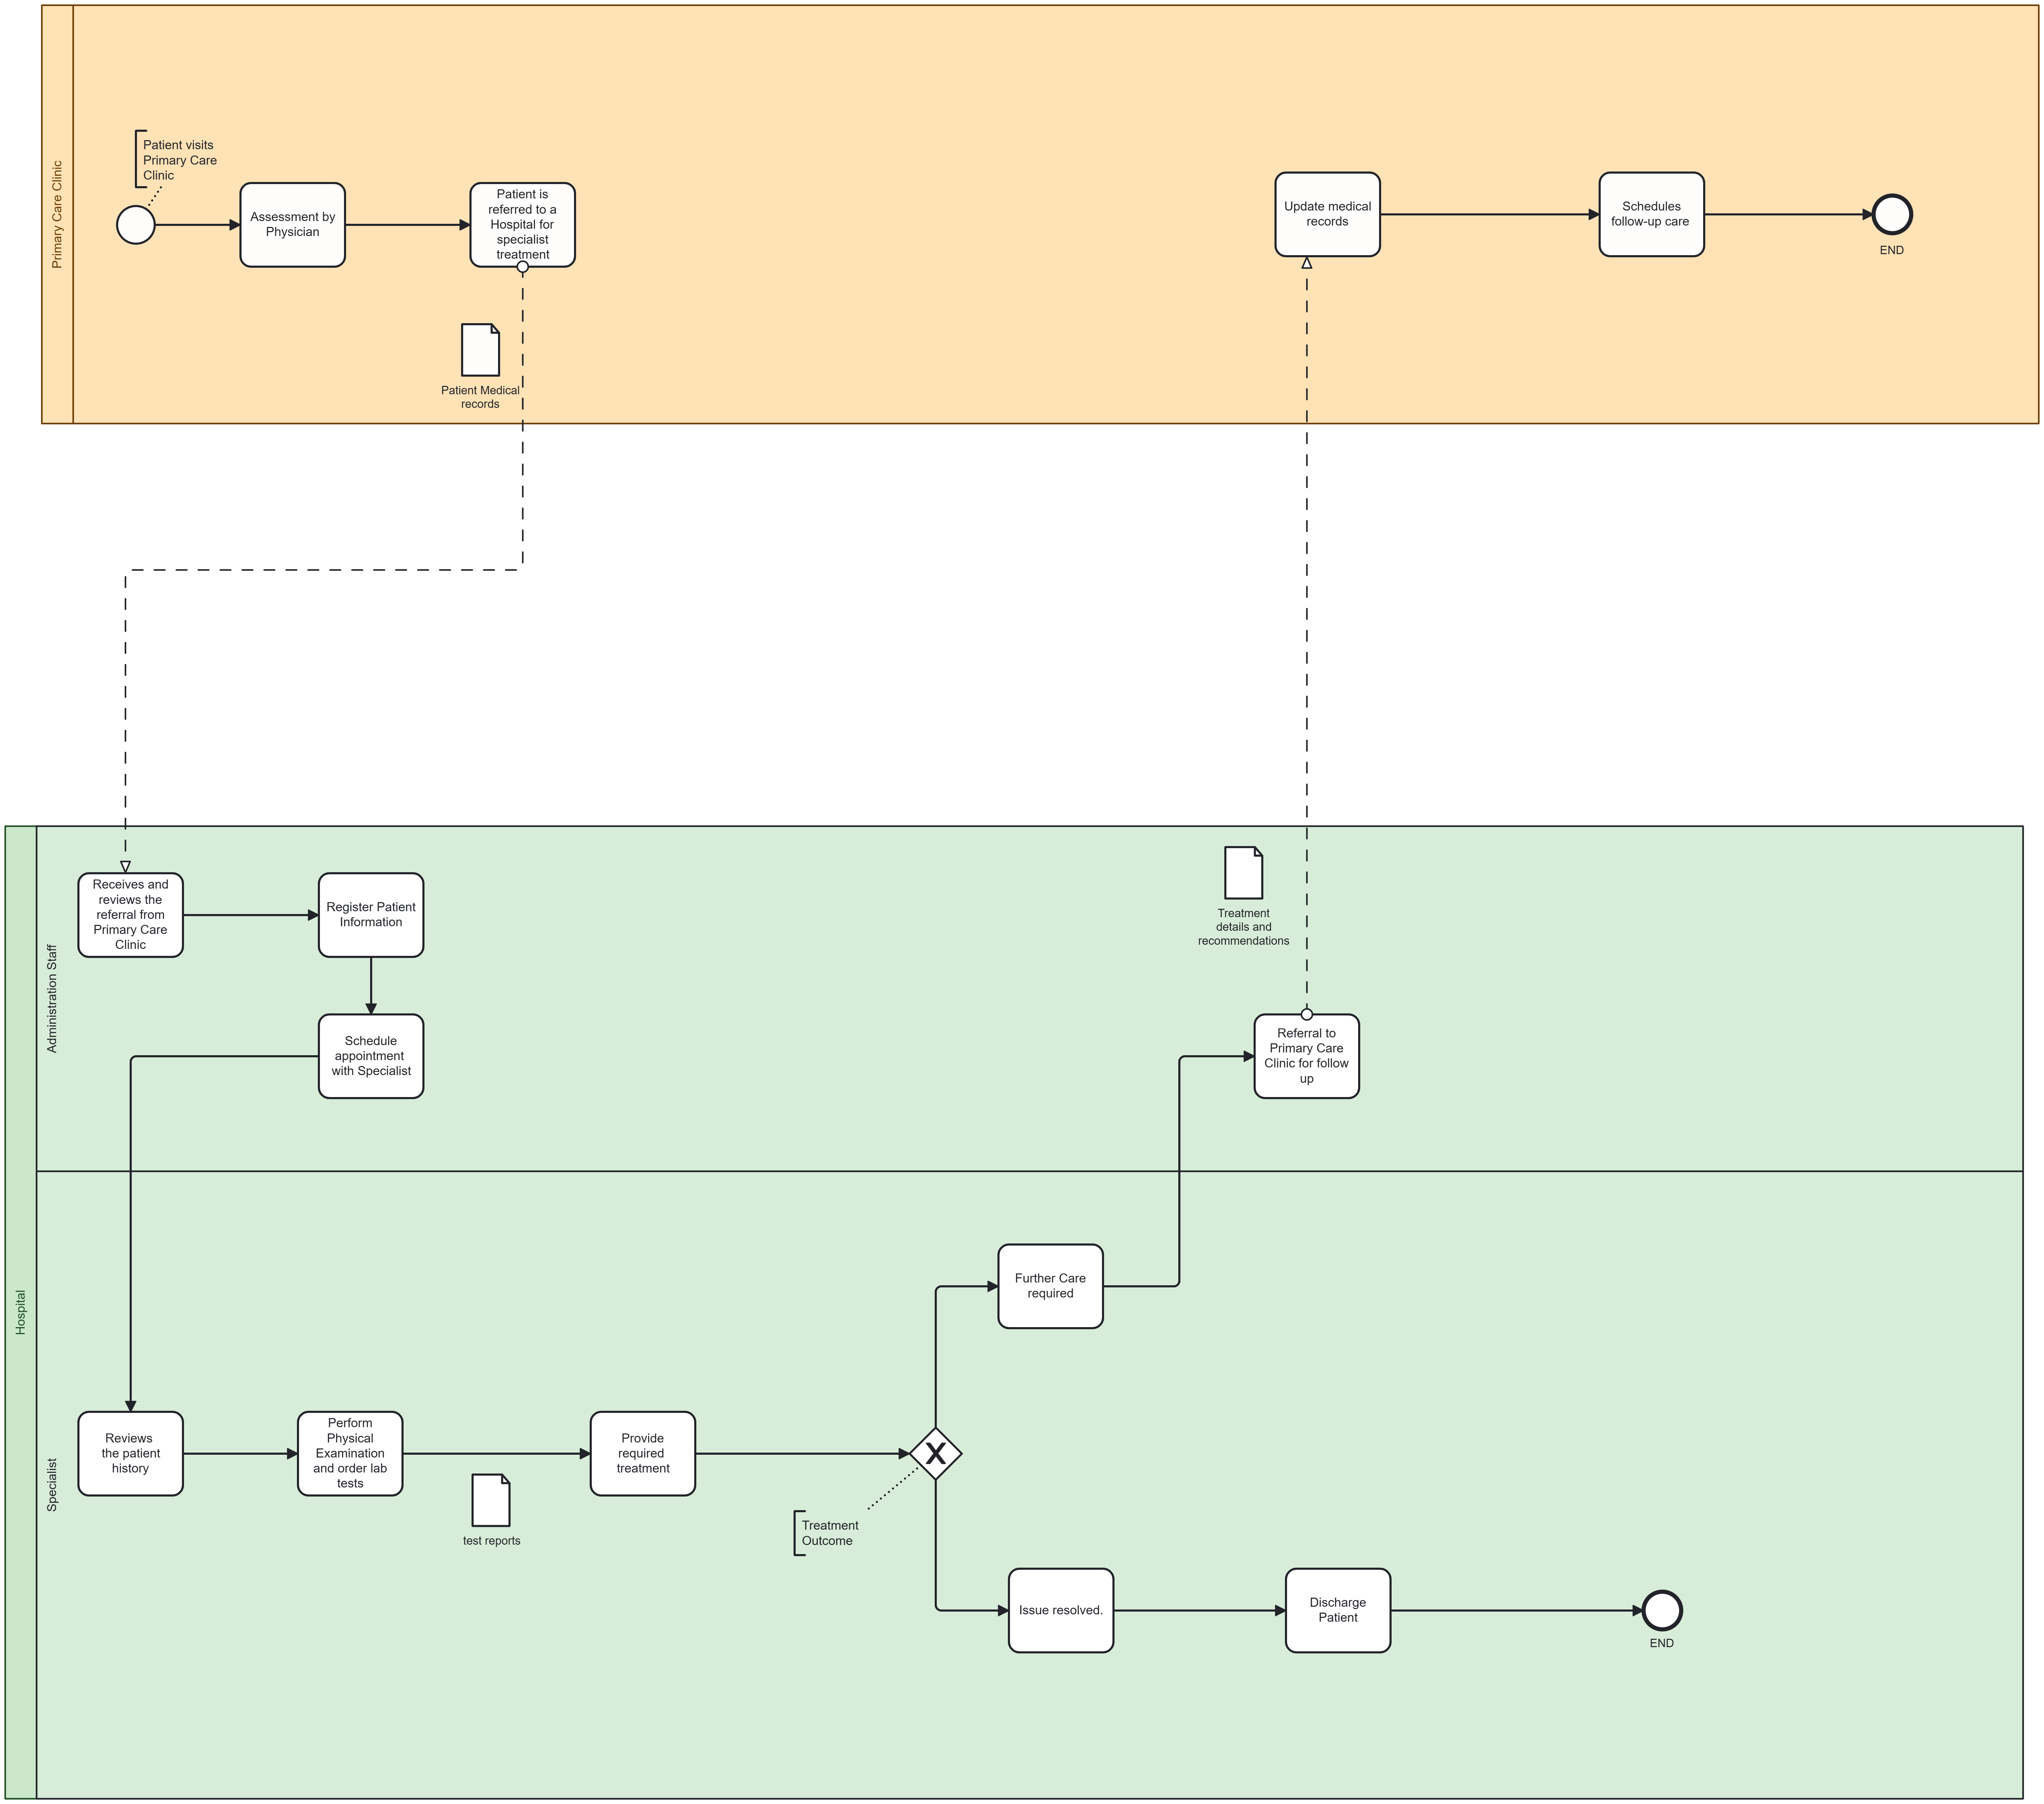 Primary Care Clinic
Patient visits
Primary Care
Clinic
Assessment by
Physician
Patient is
referred to a
Hospital for
specialist
treatment
Patient Medical
records
Update medical
records
Schedules
follow-up care
END
Hospital
Administration Staff
Receives and
reviews the
referral from
Primary Care
Clinic
Register Patient
Information
Schedule
appointment
with Specialist
Treatment
details and
recommendations
Referral to
Primary Care
Clinic for follow
up
Specialist
Reviews
the patient
history
Perform
Physical
Examination
and order lab
tests
test reports
Provide
required
treatment
X
Treatment
Outcome
Further Care
required
Issue resolved.
Discharge
Patient
END